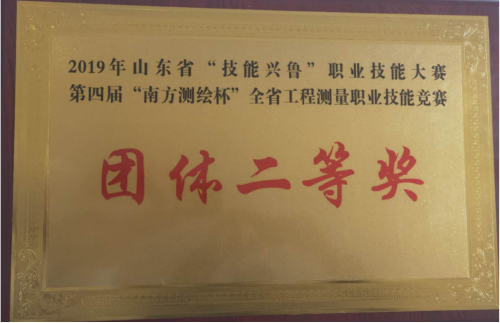 2019年山东省“技能兴鲁”职业技能大赛
第四届“南方测绘杯”全省工程测量职业技能竞赛
团体二等奖